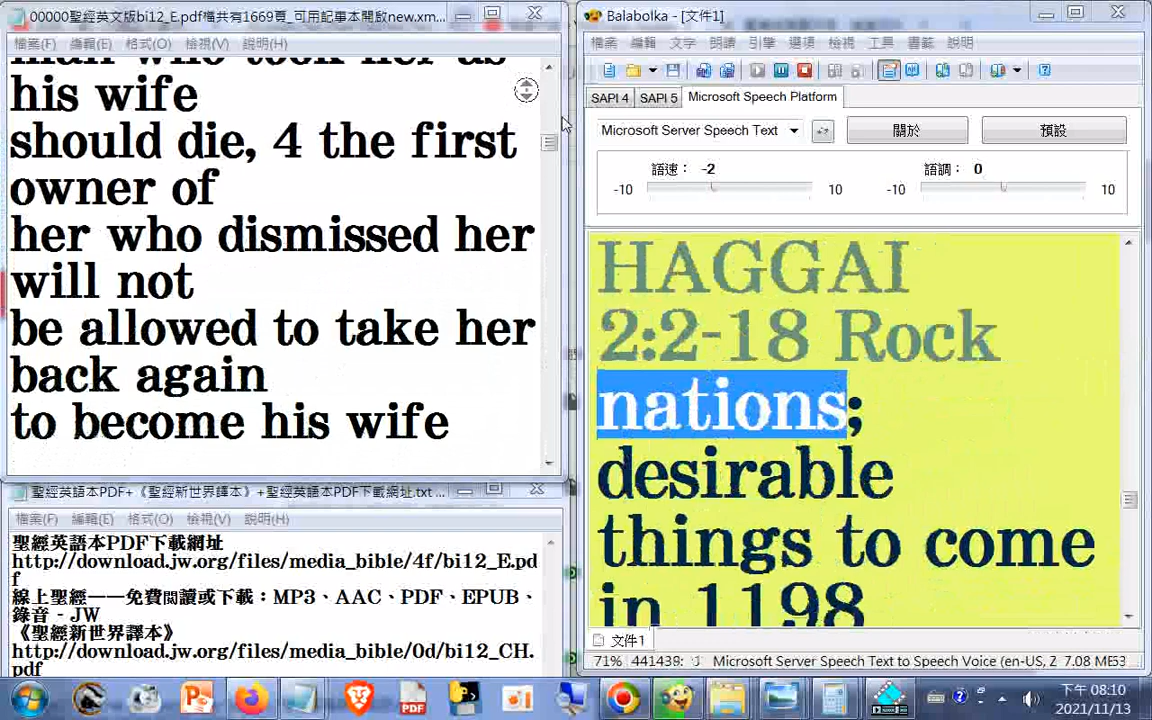 00000聖經英文版bi12_E.pdf檔共有1669頁_可用記事本開啟new.xm...
檔案(F) 編輯(E) 格式(O) 檢視(V) 說明(H)
man who took her as
his wife
should die, 4 the first
owner of
her who dismissed her
will not
be allowed to take her
back again
to become his wife
聖經英語本PDF+《聖經新世界譯本》+聖經英語本PDF下載網址.txt ...
檔案(F) 編輯(E) 格式(O) 檢視(V) 說明(H)
聖經英語本PDF下載網址
http://download.jw.org/files/media_bible/4f/bi12_E.pd
f
線上聖經──免費閱讀或下載：MP3、AAC、PDF、EPUB、
錄音 - JW
《聖經新世界譯本》
http://download.jw.org/files/media_bible/0d/bi12_CH.
pdf
Balabolka - [文件1]
檔案 編輯 文字 朗讀 引擎 選項 檢視 工具 書籤 說明
SAPI 4 SAPI 5 Microsoft Speech Platform
Microsoft Server Speech Text 關於 預設
語速： -2 語調： 0
-10 10 -10 10
HAGGAI
2:2-18 Rock
nations;
desirable
things to come
in 1198
文件1
71% 441438: Microsoft Server Speech Text to Speech Voice (en-US, 2 7.08 ME53
PDF
下午 08:10
2021/11/13